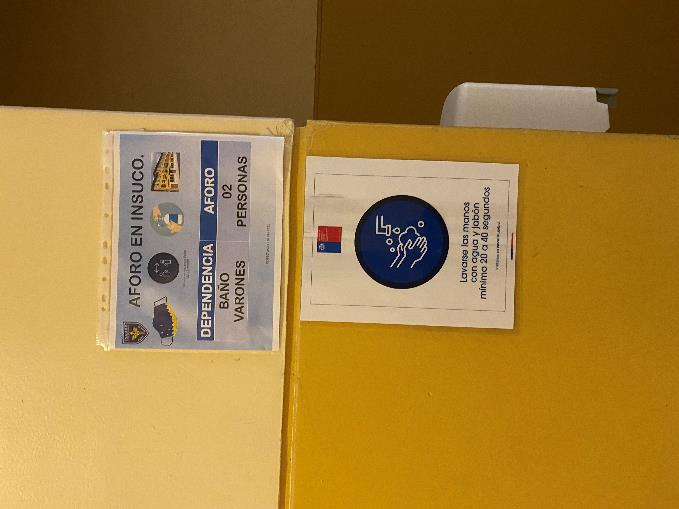 AFORO EN INSUCO.
DEPENDENCIA AFORO
BAÑO 02
VARONES PERSONAS
Lavarse las manos
con agua y jabón
mínimo 20 a 40 segundos